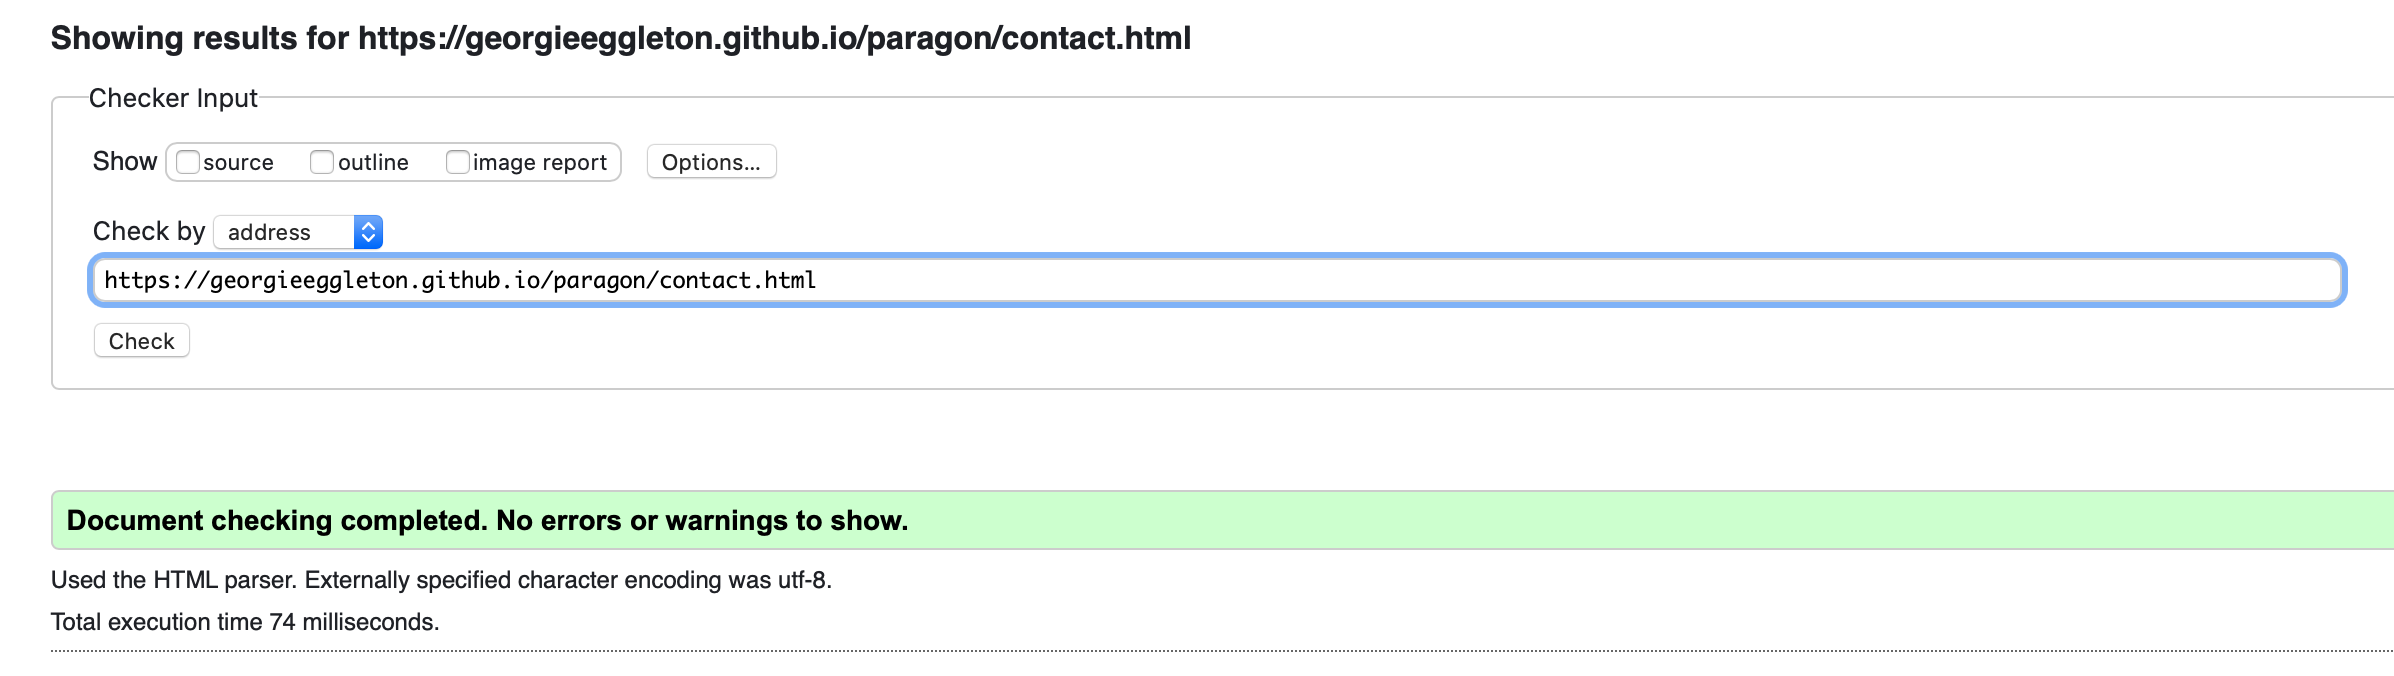 Showing results for https://georgieeggleton.github.io/paragon/contact.html
Checker Input
Show source outline image report Options...
Check by address
https://georgieeggleton.github.io/paragon/contact.html
Check
Document checking completed. No errors or warnings to show.
Used the HTML parser. Externally specified character encoding was utf-8.
Total execution time 74 milliseconds.